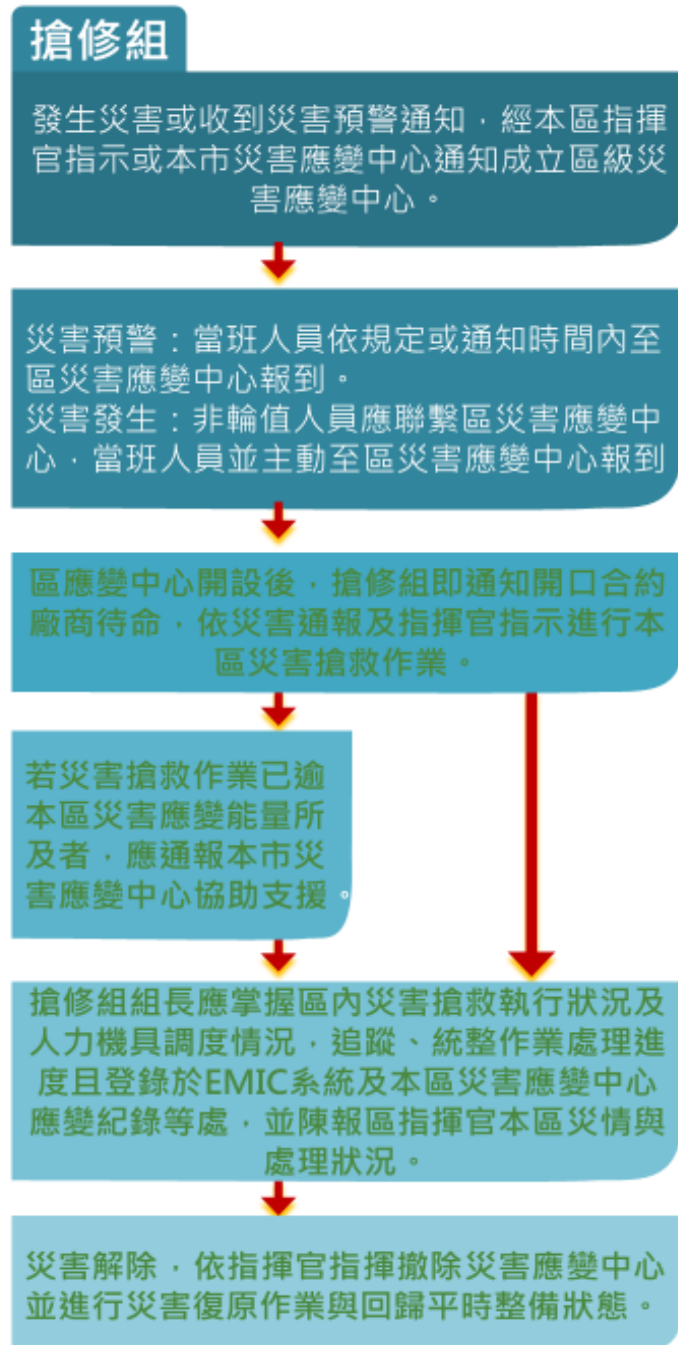 搶修組
發生災害或收到災害預警通知，經本區指揮
官指示或本市災害應變中心通知成立區級災
害應變中心。
災害預警：當班人員依規定或通知時間內至
區災害應變中心報到。
災害發生：非輪值人員應聯繫區災害應變中
心，當班人員並主動至區災害應變中心報到
區應變中心開設後，搶修組即通知開口合約
廠商待命，依災害通報及指揮官指示進行本
區災害搶救作業。
若災害搶救作業已逾
本區災害應變能量所
及者，應通報本市災
害應變中心協助支援。
搶修組組長應掌握區內災害搶救執行狀況及
人力機具調度情況，追蹤、統整作業處理進
度且登錄於EMIC系統及本區災害應變中心
應變紀錄等處，並陳報區指揮官本區災情與
處理狀況。
災害解除，依指揮官指揮撤除災害應變中心
並進行災害復原作業與回歸平時整備狀態。